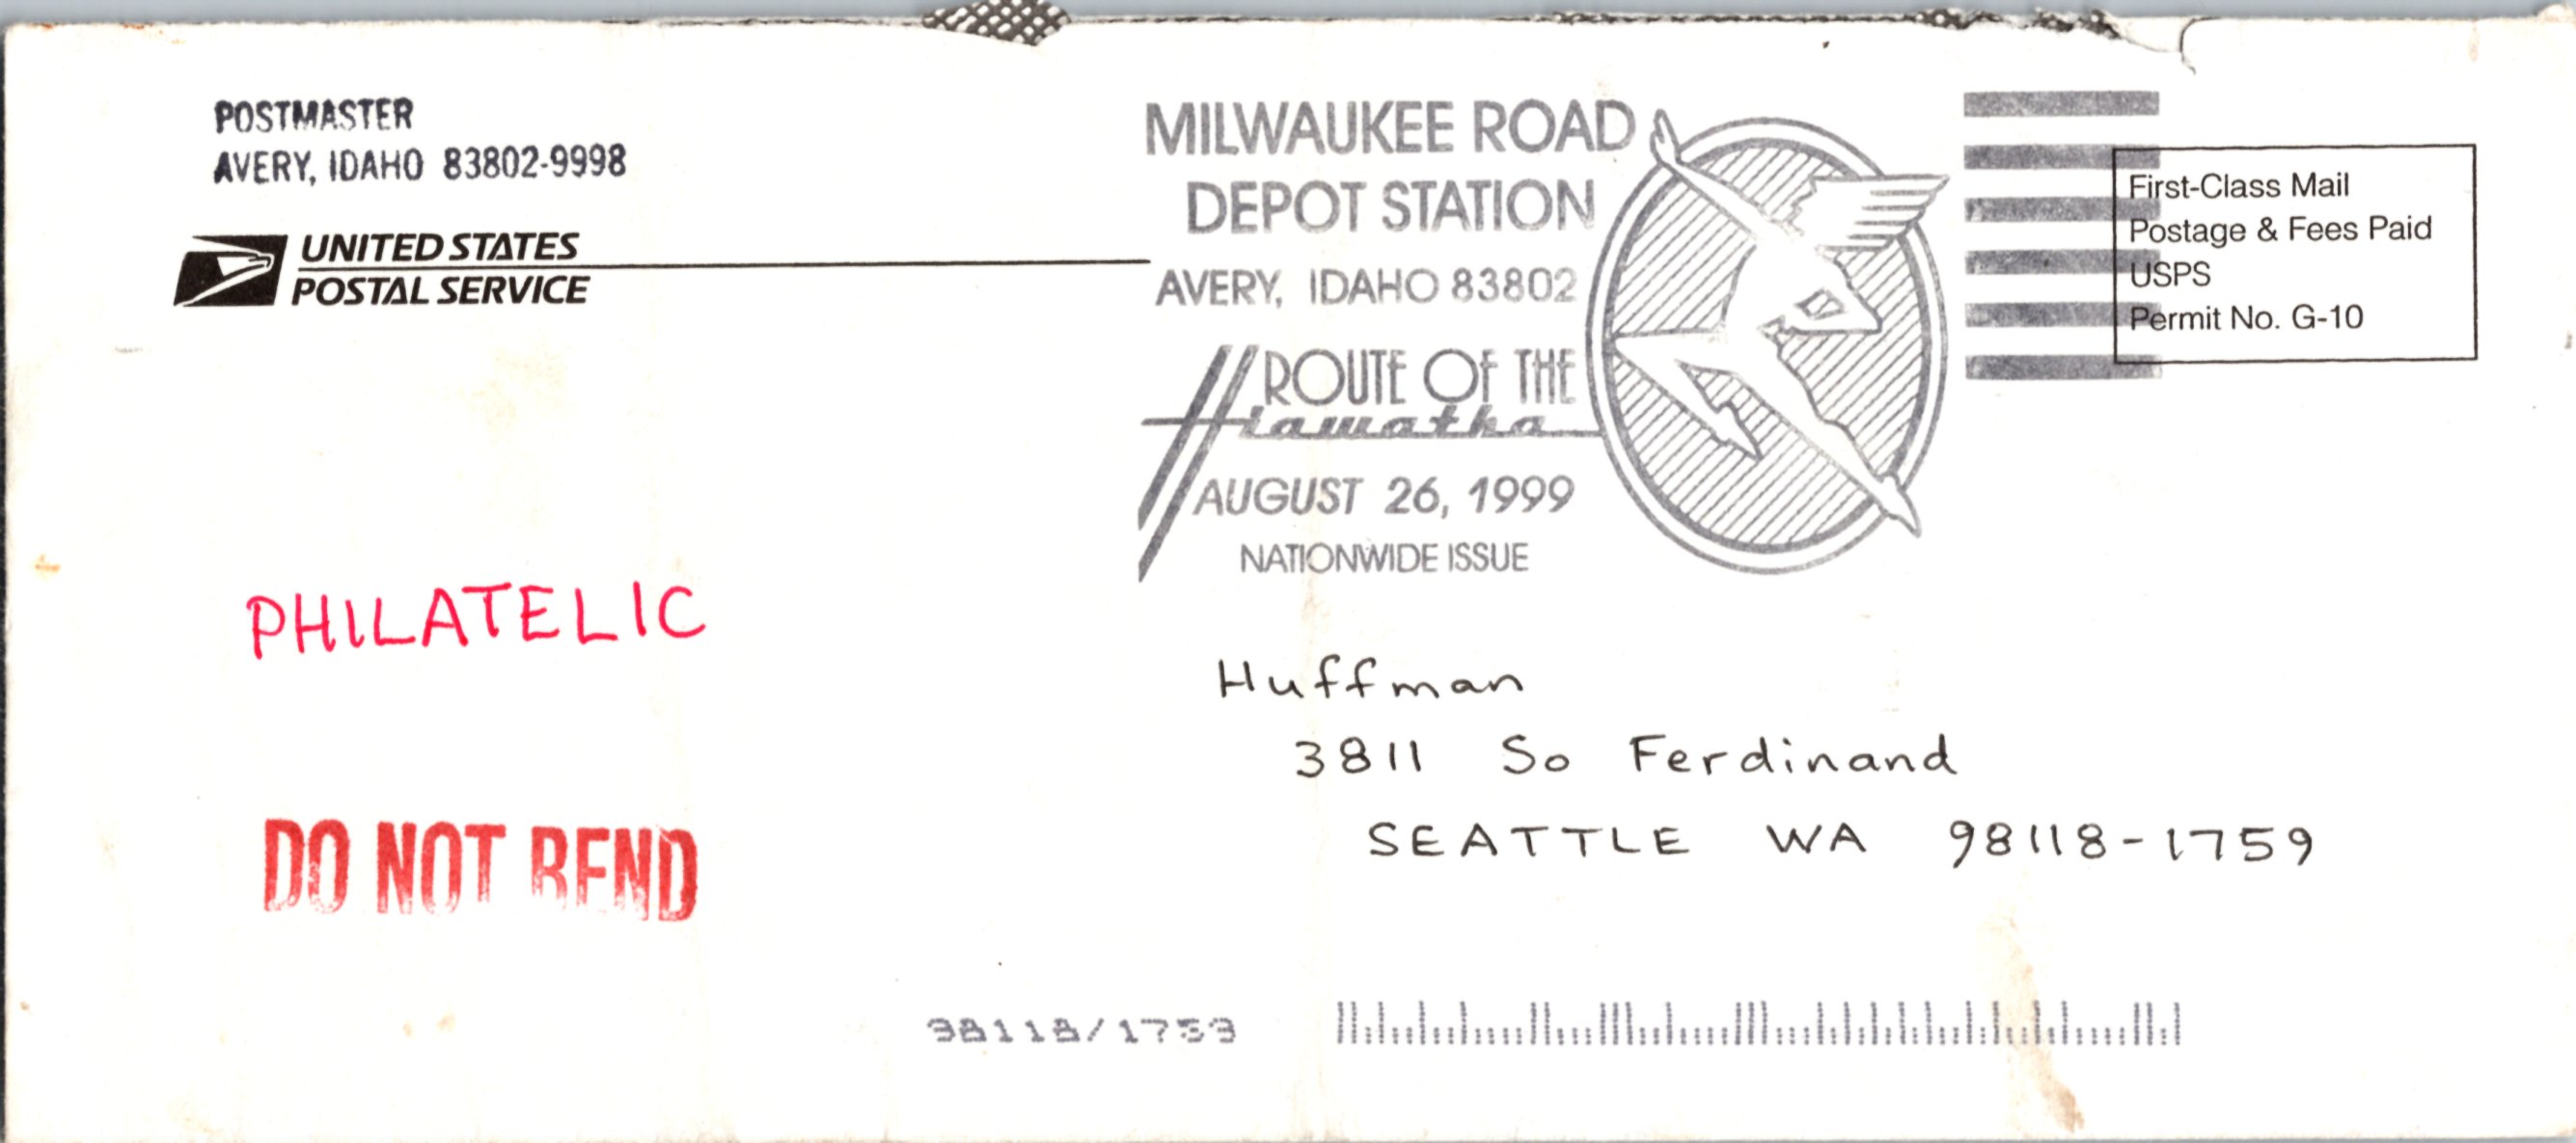 POSTMASTER
AVERY, IDAHO 83802-9998
UNITED STATES
POSTAL SERVICE
MILWAUKEE ROAD
DEPOT STATION
AVERY, IDAHO 83802
ROUTE OF THE
Hiawatha
AUGUST 26, 1999
NATIONWIDE ISSUE
First-Class Mail
Postage & Fees Paid
USPS
Permit No. G-10
PHILATELIC
DO NOT BEND
Huffman
3811 So Ferdinand
SEATTLE WA 98118-1759
98118/1759